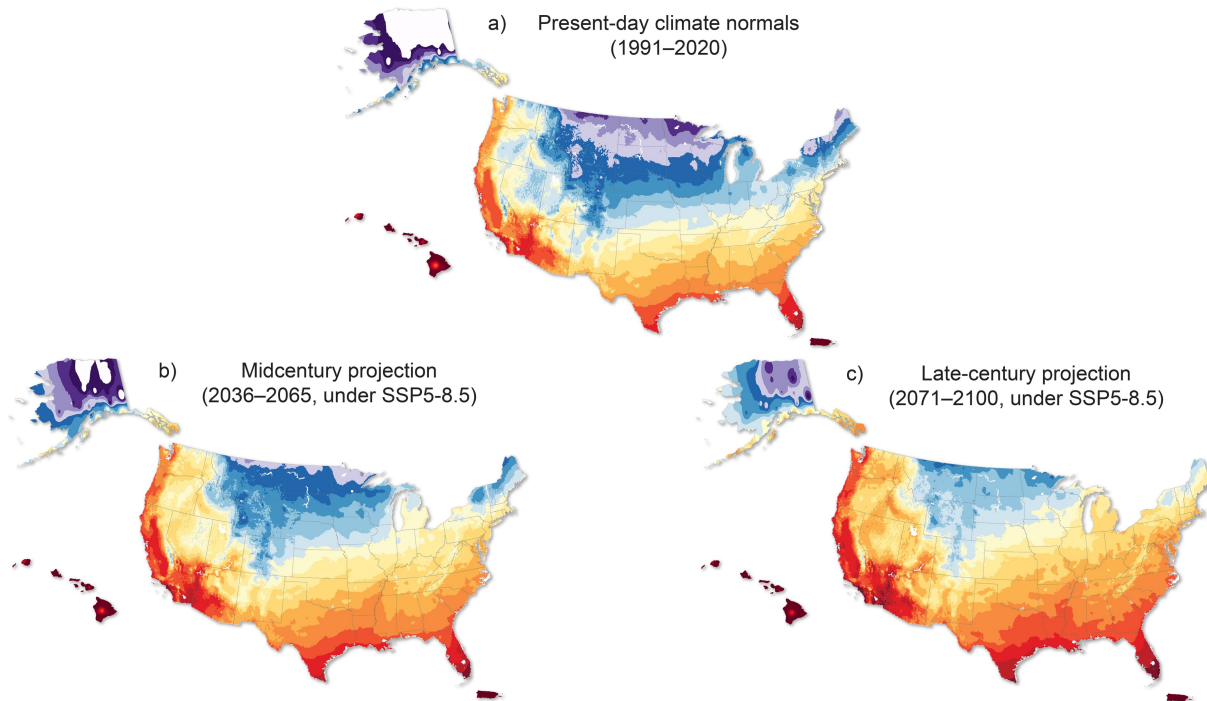 a) Present-day climate normals
(1991–2020)
b) Midcentury projection
(2036–2065, under SSP5-8.5)
c) Late-century projection
(2071–2100, under SSP5-8.5)